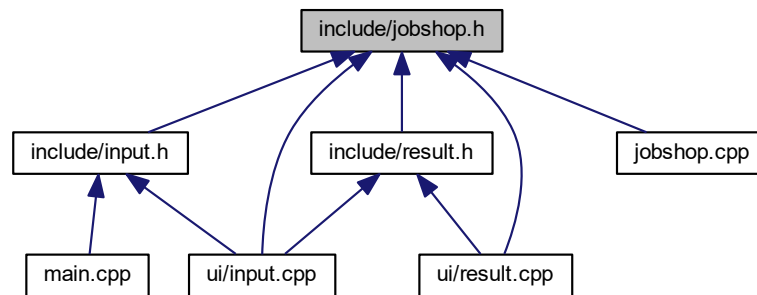 include/jobshop.h
include/input.h
include/result.h
jobshop.cpp
main.cpp
ui/input.cpp
ui/result.cpp